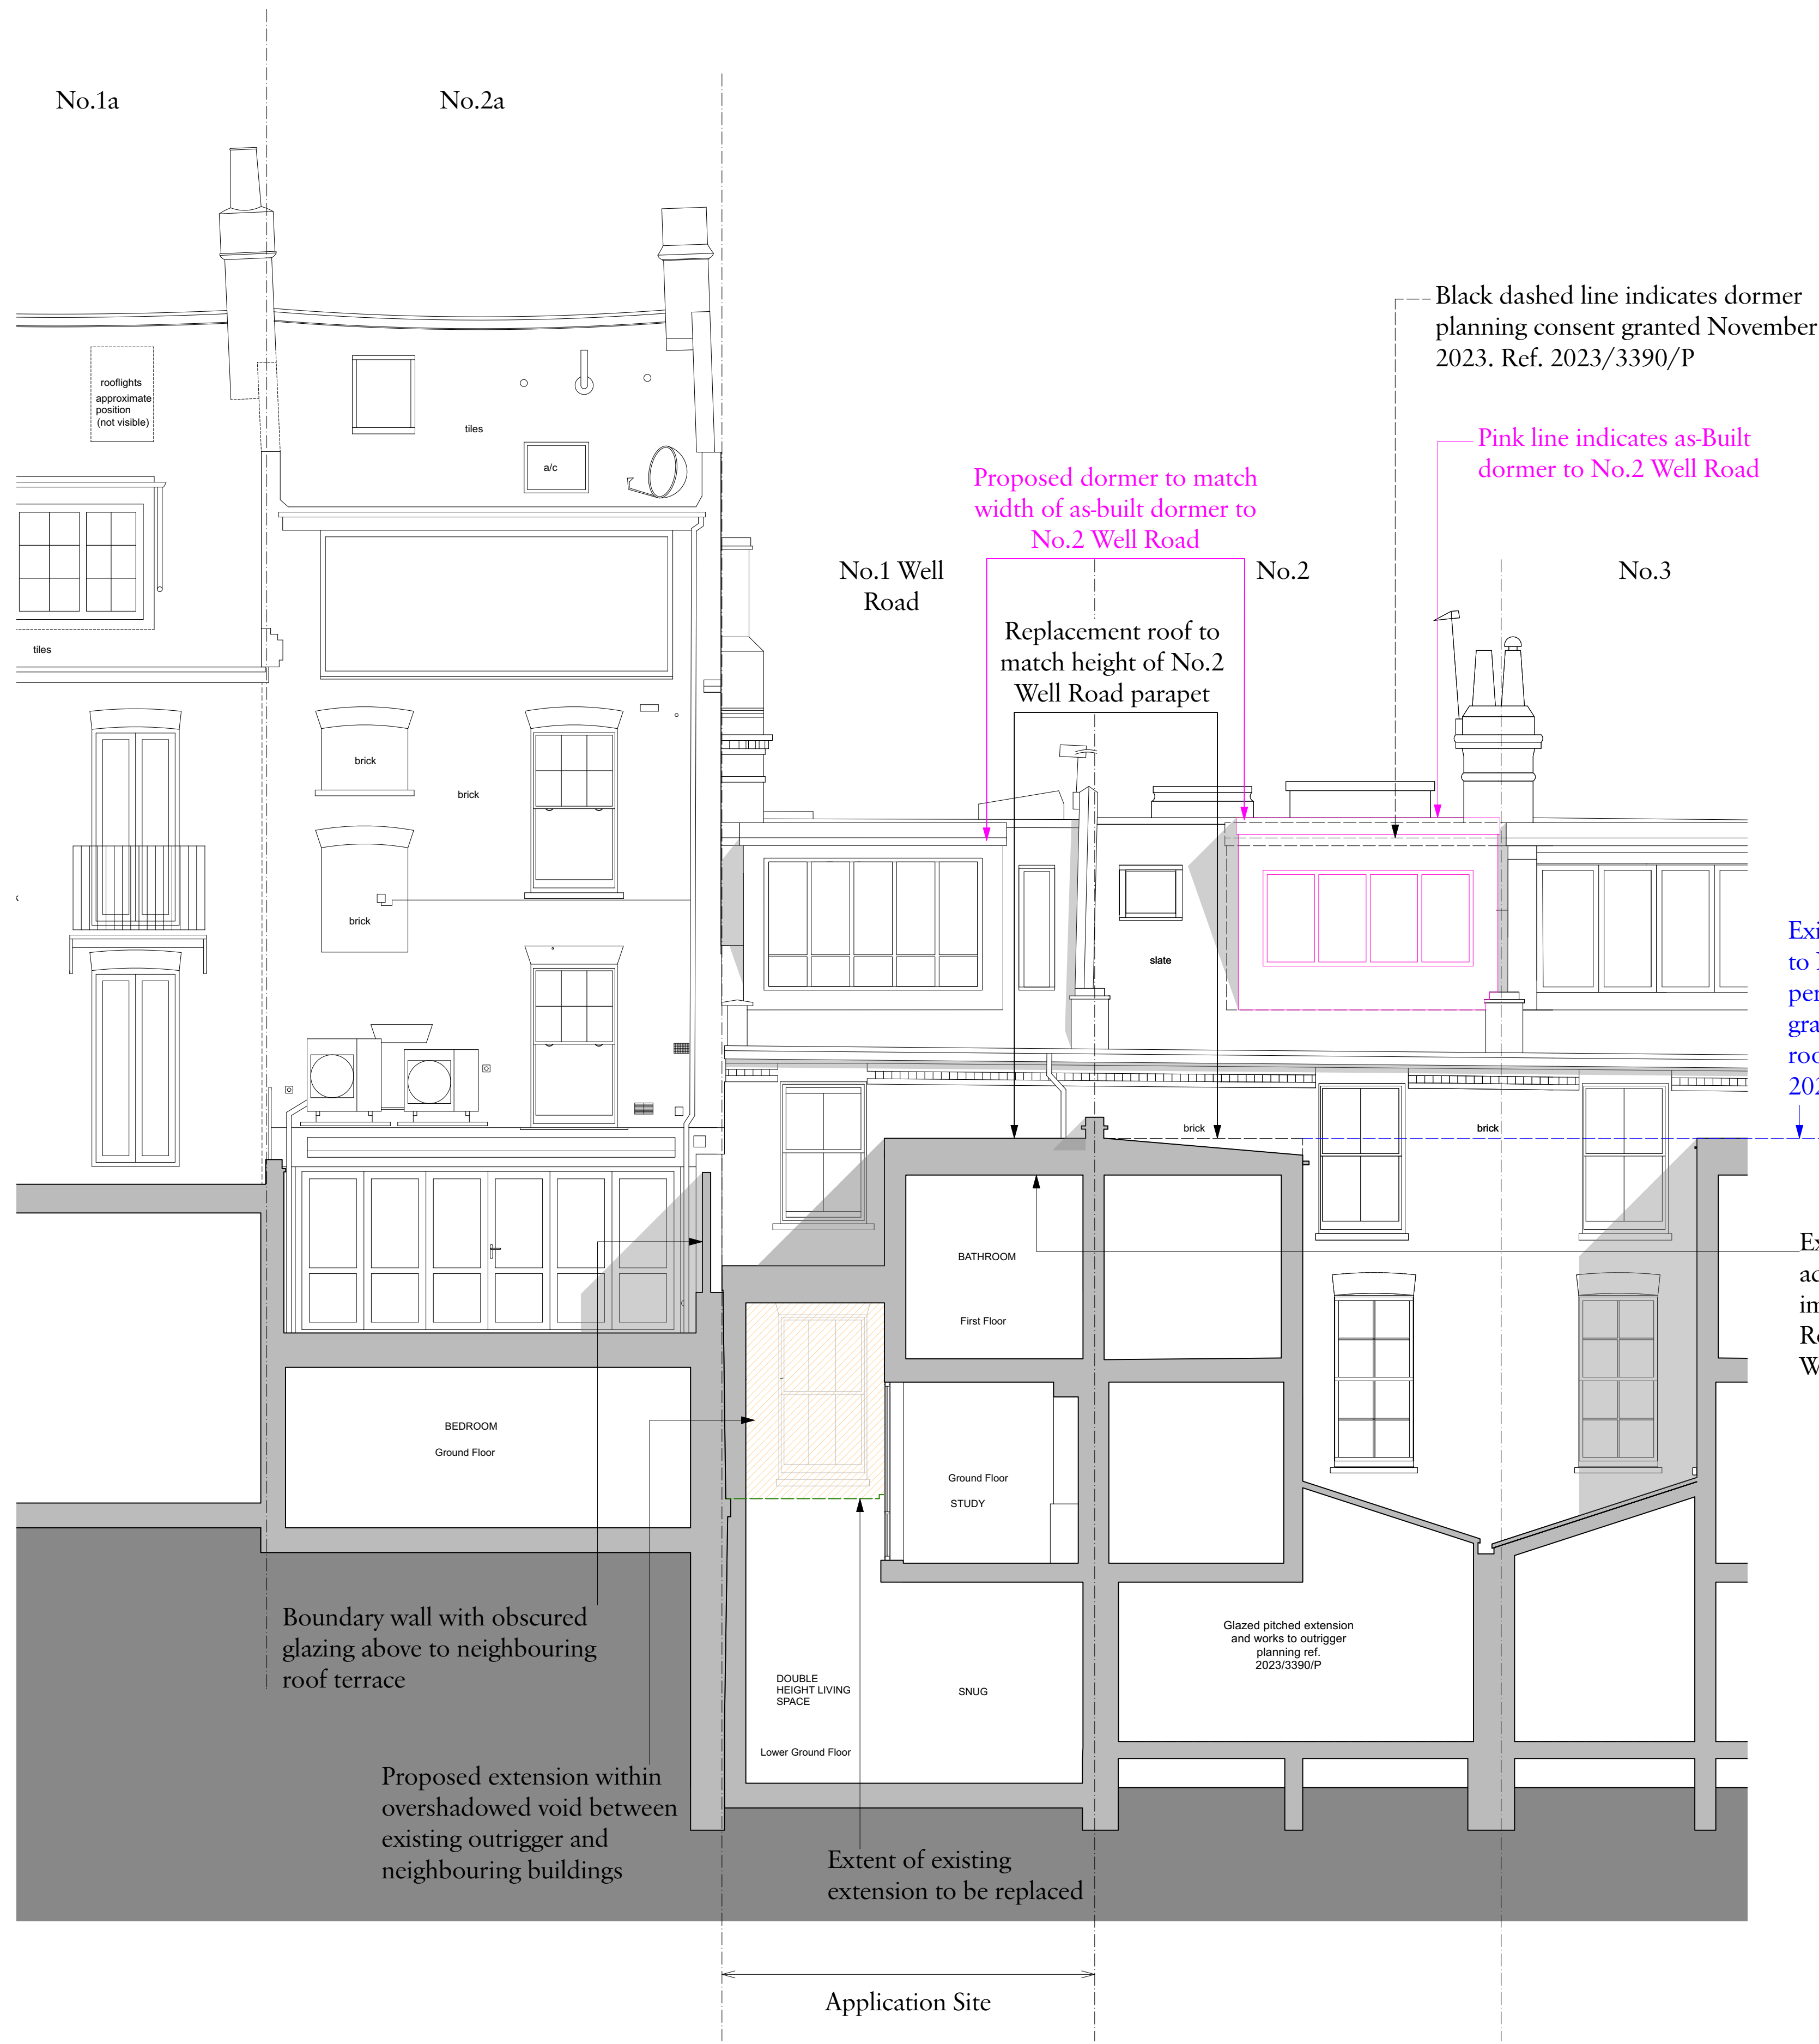 No.1a
No.2a
Black dashed line indicates dormer
planning consent granted November
2023. Ref. 2023/3390/P
rooflights
approximate
position
(not visible)
tiles
a/c
Pink line indicates as-Built
dormer to No.2 Well Road
Proposed dormer to match
width of as-built dormer to
No.2 Well Road
No.1 Well
Road
No.2
No.3
Replacement roof to
match height of No.2
Well Road parapet
tiles
brick
brick
brick
slate
brick
brick
BATHROOM
First Floor
BEDROOM
Ground Floor
Ground Floor
STUDY
Boundary wall with obscured
glazing above to neighbouring
roof terrace
Glazed pitched extension
and works to outrigger
planning ref.
2023/3390/P
DOUBLE
HEIGHT LIVING
SPACE
SNUG
Lower Ground Floor
Proposed extension within
overshadowed void between
existing outrigger and
neighbouring buildings
Extent of existing
extension to be replaced
Application Site